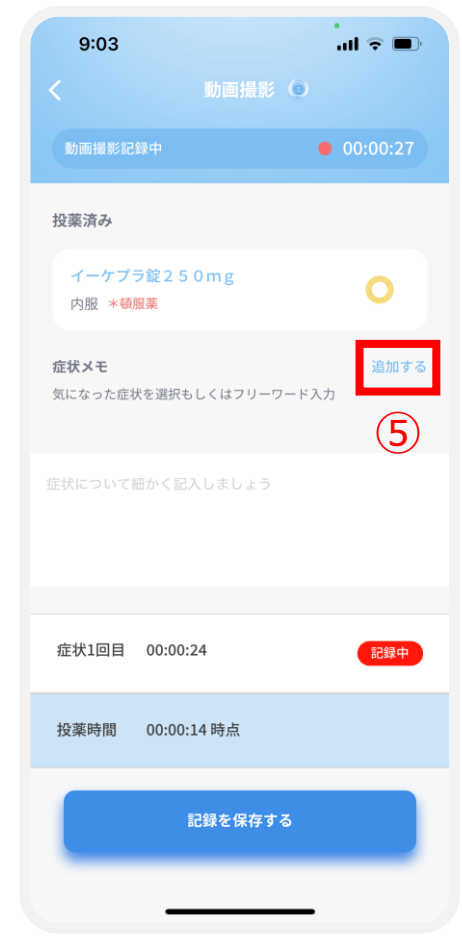 9:03
動画撮影
動画撮影記録中 00:00:27
投薬済み
イーケプラ錠２５０ｍｇ
内服 ＊頓服薬
症状メモ 追加する
気になった症状を選択もしくはフリーワード入力
⑤
症状について細かく記入しましょう
症状1回目 00:00:24 記録中
投薬時間 00:00:14 時点
記録を保存する